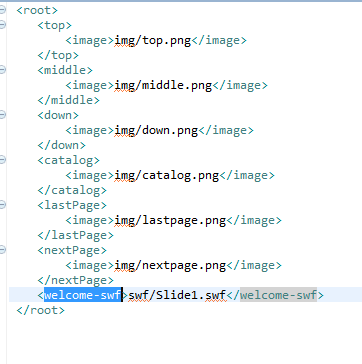 <root>
<top>
<image>img/top.png</image>
</top>
<middle>
<image>img/middle.png</image>
</middle>
<down>
<image>img/down.png</image>
</down>
<catalog>
<image>img/catalog.png</image>
</catalog>
<lastPage>
<image>img/lastpage.png</image>
</lastPage>
<nextPage>
<image>img/nextpage.png</image>
</nextPage>
<welcome-swf>swf/Slide1.swf</welcome-swf>
</root>